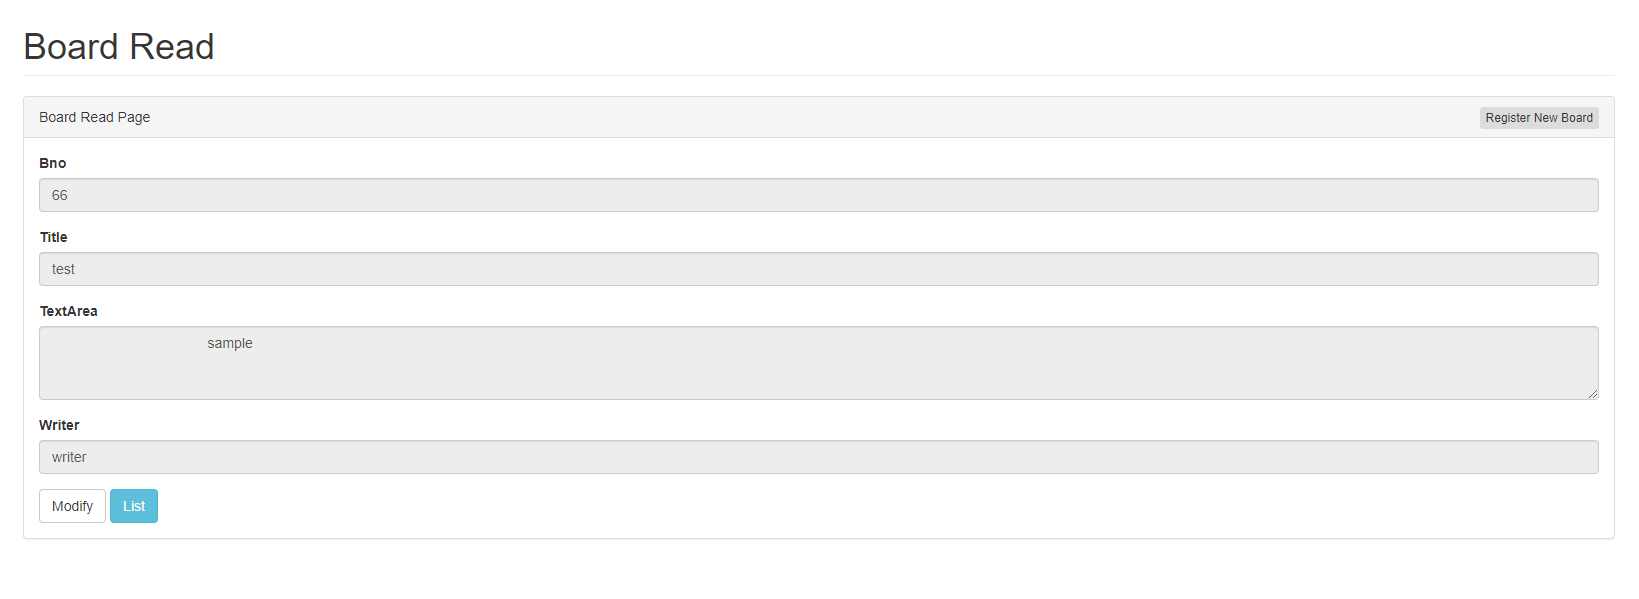 Board Read
Board Read Page
Register New Board
Bno
66
Title
test
TextArea
sample
Writer
writer
Modify
List